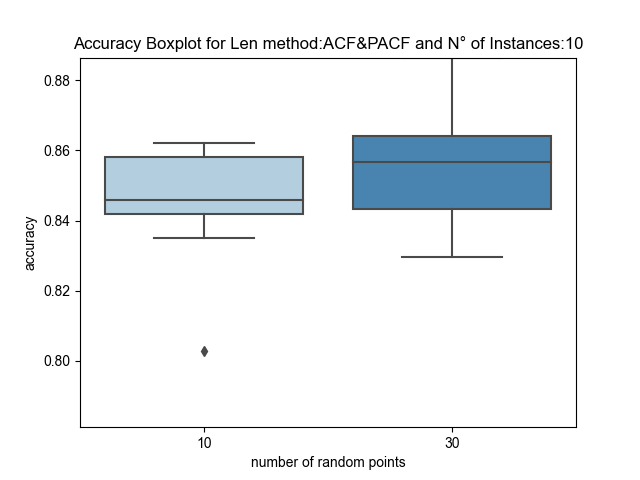 Accuracy Boxplot for Len method:ACF&PACF and N° of Instances:10
0.88
0.86
0.84
0.82
0.80
accuracy
10
30
number of random points